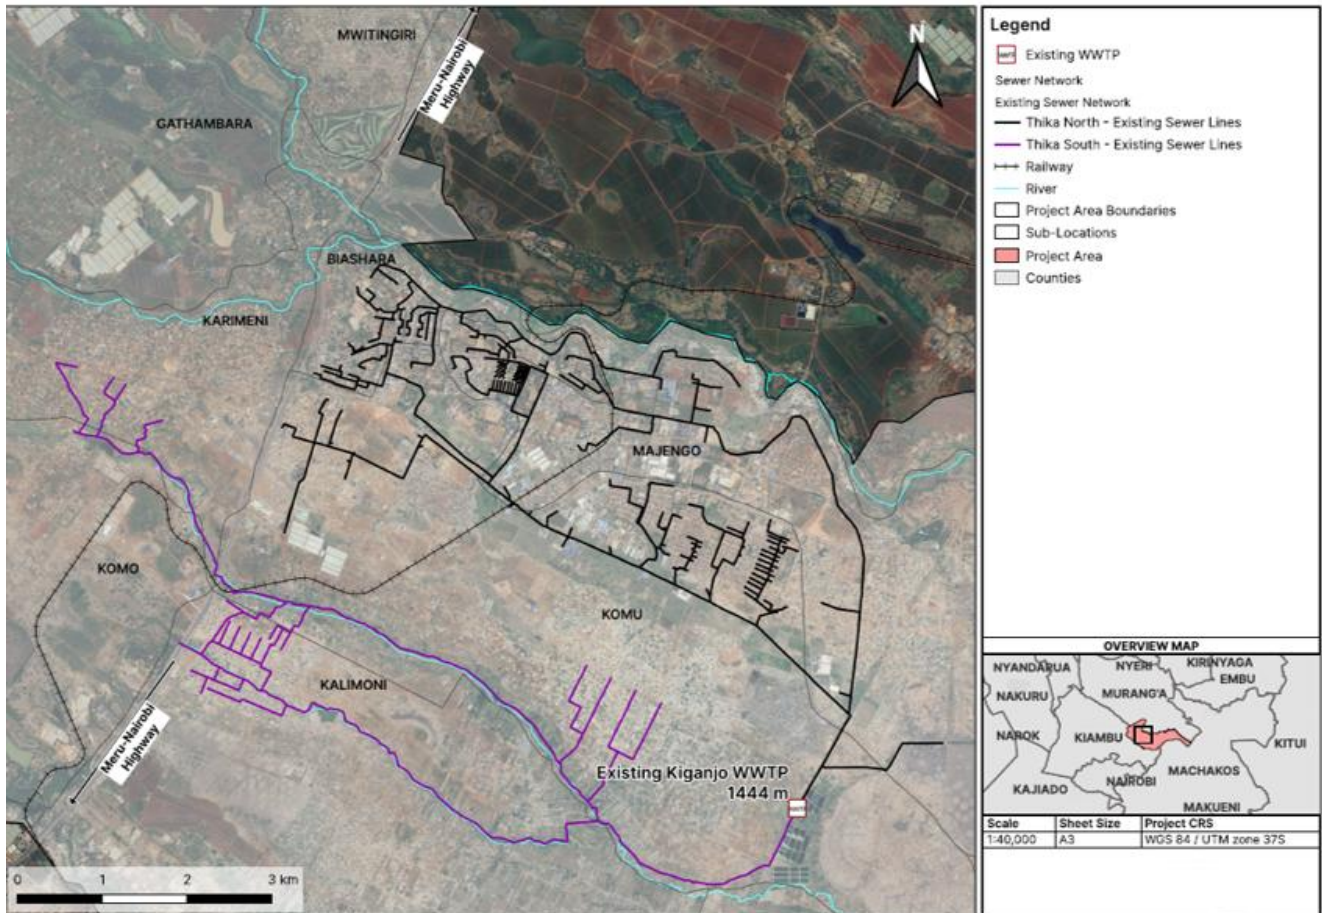 MWITINGIRI
Meru-Nairobi
Highway
N
GATHAMBARA
BIASHARA
KARIMENI
MAJENGO
KOMO
KOMU
KALIMONI
Meru-Nairobi
Highway
Existing Kiganjo WWTP
1444 m
0 1 2 3 km
Legend
Existing WWTP
Sewer Network
Existing Sewer Network
Thika North - Existing Sewer Lines
Thika South - Existing Sewer Lines
Railway
River
Project Area Boundaries
Sub-Locations
Project Area
Counties
OVERVIEW MAP
NYANDARUA
NYERI
KIRINYAGA
EMBU
NAKURU
MURANG'A
NAROK
KIAMBU
KITUI
MACHAKOS
NAIROBI
KAJIADO
MAKUENI
Scale Sheet Size Project CRS
1:40,000 A3 WGS 84 / UTM zone 37S